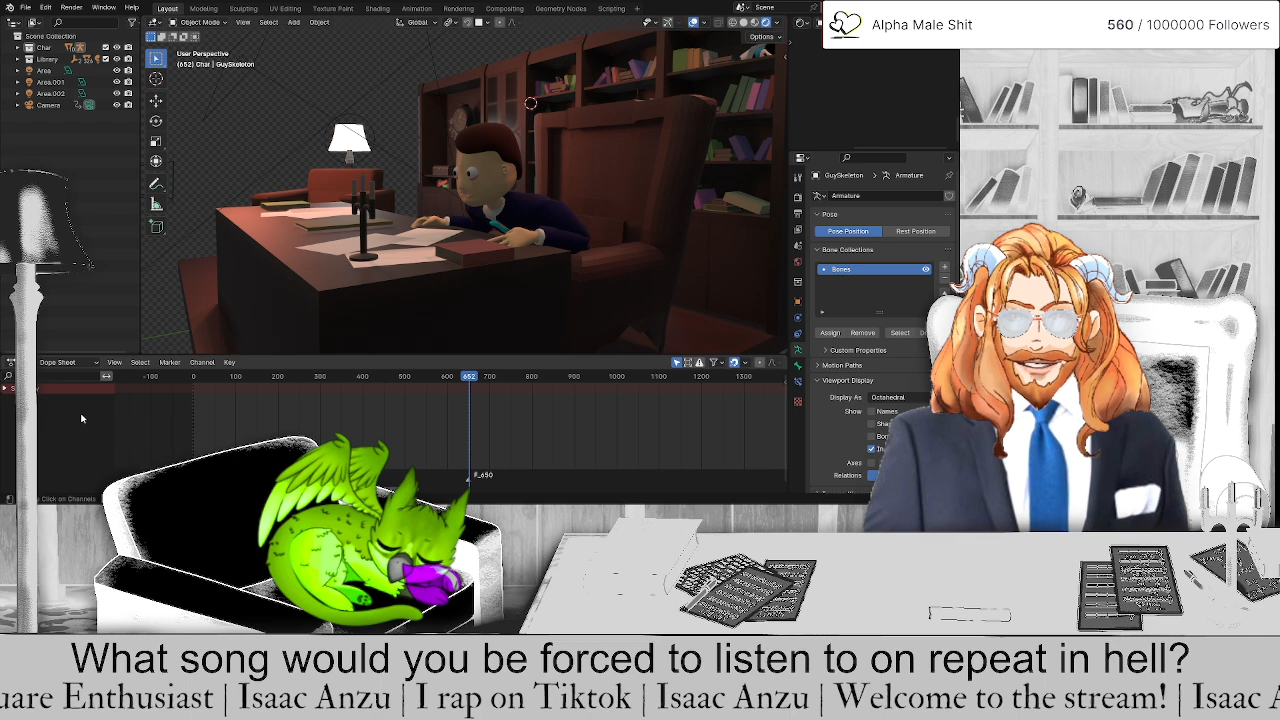 File Edit Render Window Help Layout Modeling Sculpting UV Editing Texture Paint Shading Animation Rendering Compositing Geometry Nodes Scripting Scene
Alpha Male Shit 560 / 1000000 Followers
Object Mode View Select Add Object Global
Options
Scene Collection
Char
Library
Area
Area.001
Area.002
Camera
User Perspective
(652) Char | GuySkeleton
GuySkeleton > Armature
Armature
Pose
Pose Position Rest Position
Bone Collections
Bones
Assign Remove Select
Custom Properties
Motion Paths
Viewport Display
Display As Octahedral
Show Names
Axes
Relations
Dope Sheet View Select Marker Channel Key
-100 0 100 200 300 400 500 600 652 700 800 900 1000 1100 1200 1300
F_650
Click on Channels
What song would you be forced to listen to on repeat in hell?
uare Enthusiast | Isaac Anzu | I rap on Tiktok | Isaac Anzu | Welcome to the stream! | Isaac A